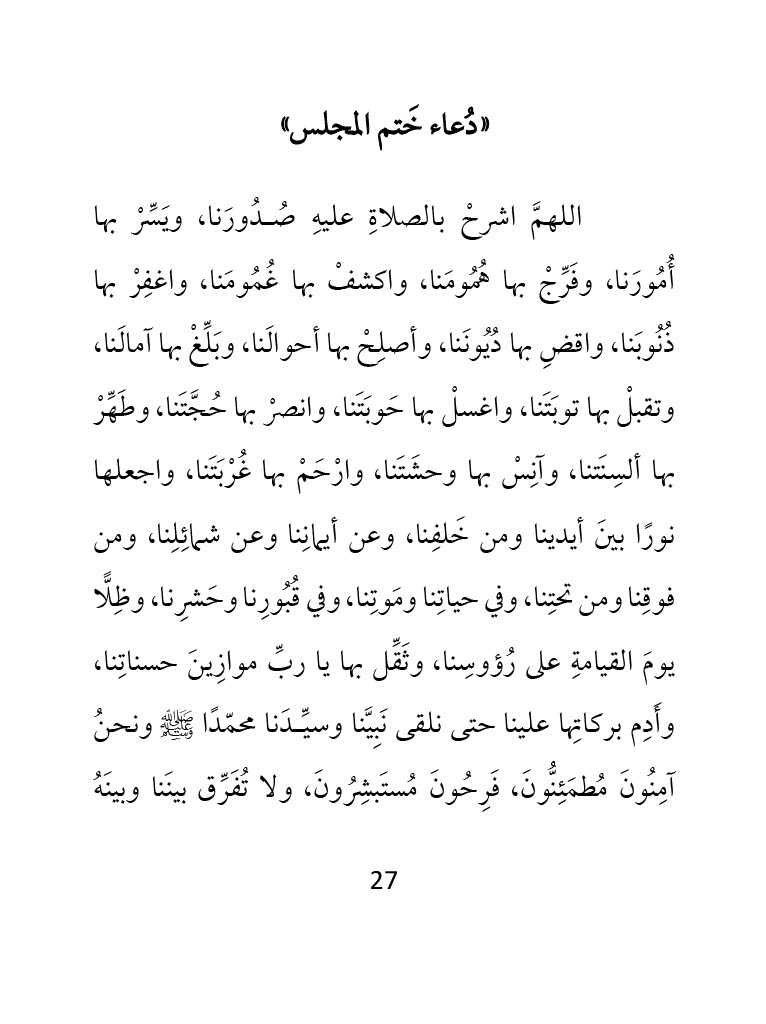 «دُعاء خَتم المجلس»
اللهمَّ اشرحْ بالصلاةِ عليهِ صُـدُورَنا، ويَسِّرْ بها
أُمُورَنا، وفَرِّجْ بها هُمُومَنا، واكشفْ بها غُمُومَنا، واغفِرْ بها
ذُنُوبَنا، واقضِ بها دُيُونَنا، وأصلِحْ بها أحوالَنا، وبَلِّغْ بها آمالَنا،
وتقبلْ بها توبَتَنا، واغسلْ بها حَوبَتَنا، وانصرْ بها حُجَّتَنا، وطَهِّرْ
بها ألسِنَتنا، وآنِسْ بها وحشَتَنا، وارْحَمْ بها غُرْبَتَنا، واجعلها
نورًا بينَ أيدينا ومن خَلفِنا، وعن أيمانِنا وعن شمائِلِنا، ومن
فوقِنا ومن تحتِنا، وفي حياتِنا ومَوتِنا، وفي قُبُورِنا وحَشرِنا، وظِلًّا
يومَ القيامةِ على رُؤوسِنا، وثَقِّل بها يا ربِّ موازِينَ حسناتِنا،
وأَدِم بركاتِها علينا حتى نلقى نَبِيَّنا وسيِّـدَنا محمّدًا ﷺ ونحنُ
آمِنُونَ مُطمَئِنُّونَ، فَرِحُونَ مُستَبشِرُونَ، ولا تُفَرِّق بينَنا وبينَهُ
27